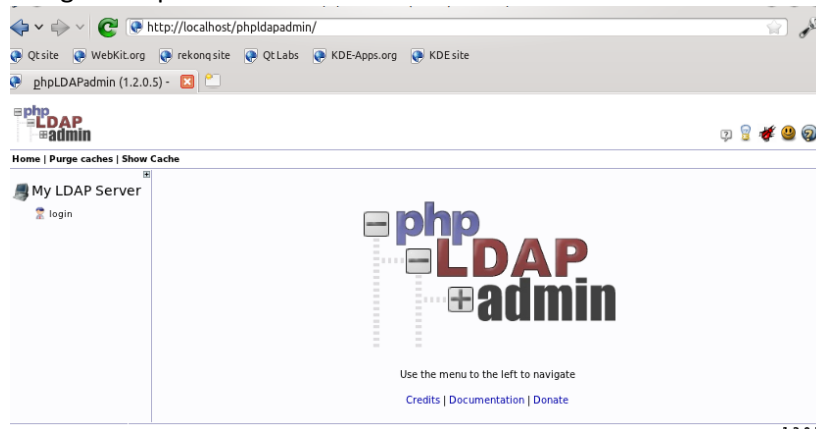 http://localhost/phpldapadmin/
Qt site WebKit.org rekonq site Qt Labs KDE-Apps.org KDE site
phpLDAPadmin (1.2.0.5) -
php
LDAP
admin
Home | Purge caches | Show Cache
My LDAP Server
login
php
LDAP
admin
Use the menu to the left to navigate
Credits | Documentation | Donate